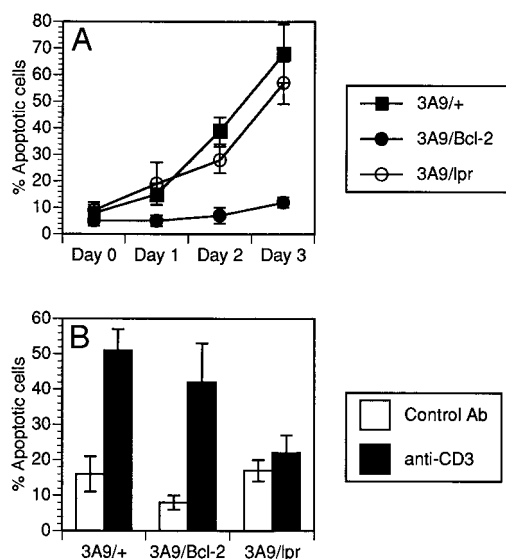 A
% Apoptotic cells
80
70
60
50
40
30
20
10
0
Day 0 Day 1 Day 2 Day 3
3A9/+
3A9/Bcl-2
3A9/lpr
B
% Apoptotic cells
60
50
40
30
20
10
0
3A9/+ 3A9/Bcl-2 3A9/lpr
Control Ab
anti-CD3